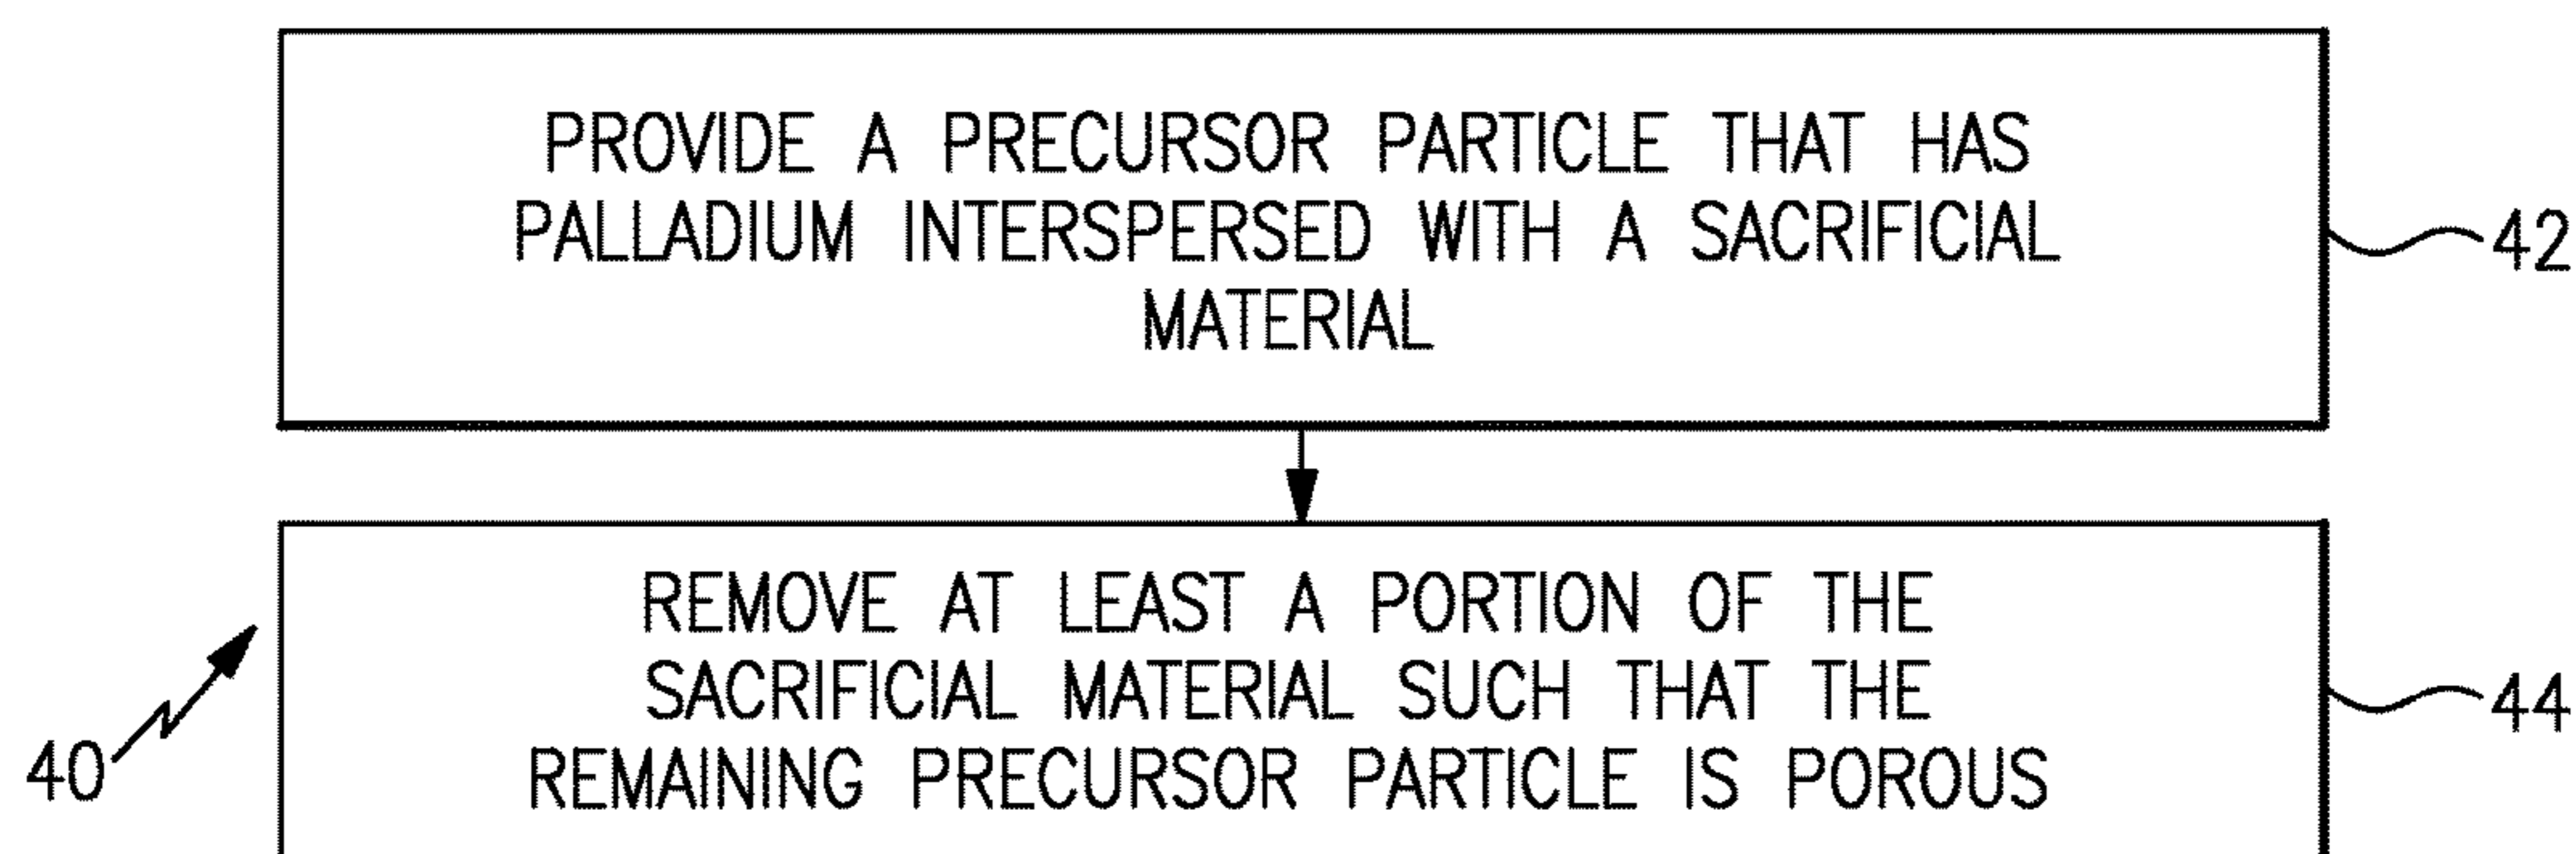 PROVIDE A PRECURSOR PARTICLE THAT HAS
PALLADIUM INTERSPERSED WITH A SACRIFICIAL
MATERIAL
42
REMOVE AT LEAST A PORTION OF THE
SACRIFICIAL MATERIAL SUCH THAT THE
REMAINING PRECURSOR PARTICLE IS POROUS
44
40